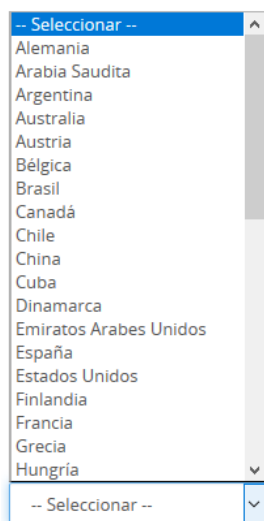 -- Seleccionar --
Alemania
Arabia Saudita
Argentina
Australia
Austria
Bélgica
Brasil
Canadá
Chile
China
Cuba
Dinamarca
Emiratos Arabes Unidos
España
Estados Unidos
Finlandia
Francia
Grecia
Hungría
-- Seleccionar --